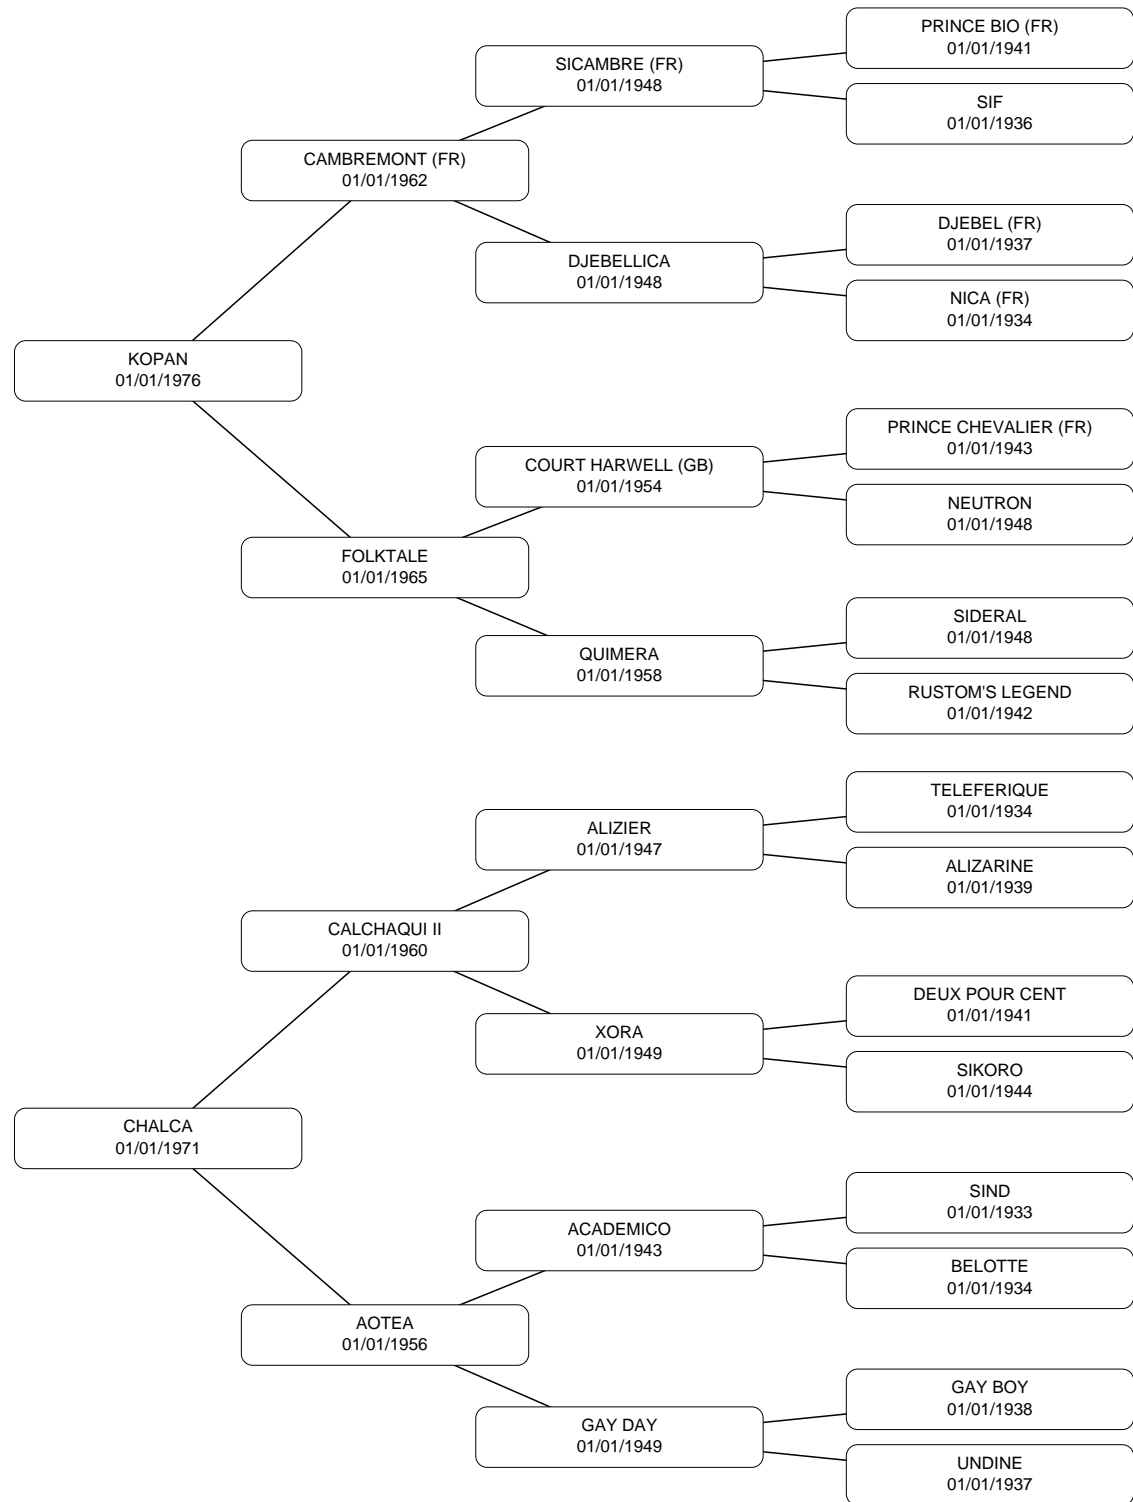 PRINCE BIO (FR)
01/01/1941
SICAMBRE (FR)
01/01/1948
SIF
01/01/1936
CAMBREMONT (FR)
01/01/1962
DJEBEL (FR)
01/01/1937
DJEBELLICA
01/01/1948
NICA (FR)
01/01/1934
KOPAN
01/01/1976
PRINCE CHEVALIER (FR)
01/01/1943
COURT HARWELL (GB)
01/01/1954
NEUTRON
01/01/1948
FOLKTALE
01/01/1965
SIDERAL
01/01/1948
QUIMERA
01/01/1958
RUSTOM'S LEGEND
01/01/1942
TELEFERIQUE
01/01/1934
ALIZIER
01/01/1947
ALIZARINE
01/01/1939
CALCHAQUI II
01/01/1960
DEUX POUR CENT
01/01/1941
XORA
01/01/1949
SIKORO
01/01/1944
CHALCA
01/01/1971
SIND
01/01/1933
ACADEMICO
01/01/1943
BELOTTE
01/01/1934
AOTEA
01/01/1956
GAY BOY
01/01/1938
GAY DAY
01/01/1949
UNDINE
01/01/1937